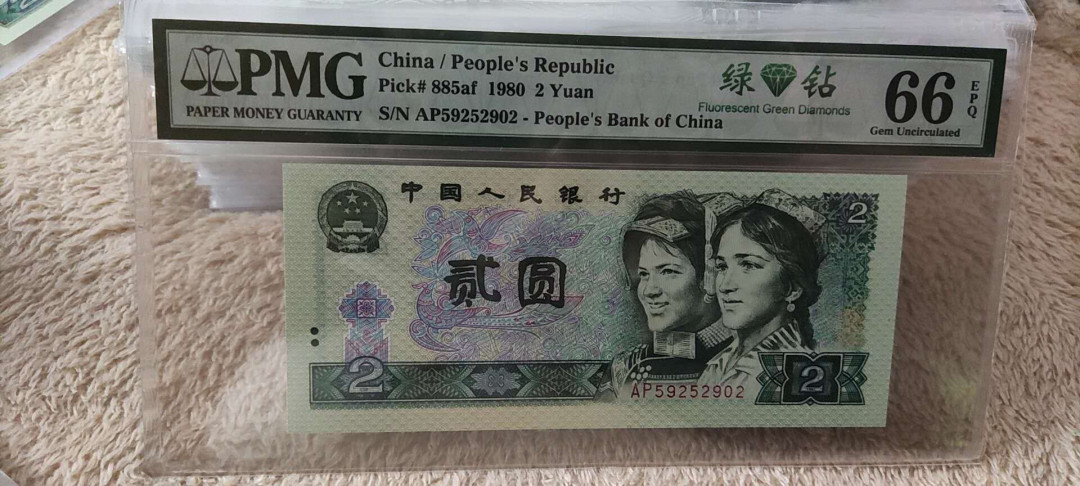 PMG
PAPER MONEY GUARANTY
China / People's Republic
Pick# 885af 1980 2 Yuan
S/N AP59252902 - People's Bank of China
绿钻
Fluorescent Green Diamonds
66
EPQ
Gem Uncirculated
中国人民银行
2
贰圆
2
AP59252902
2